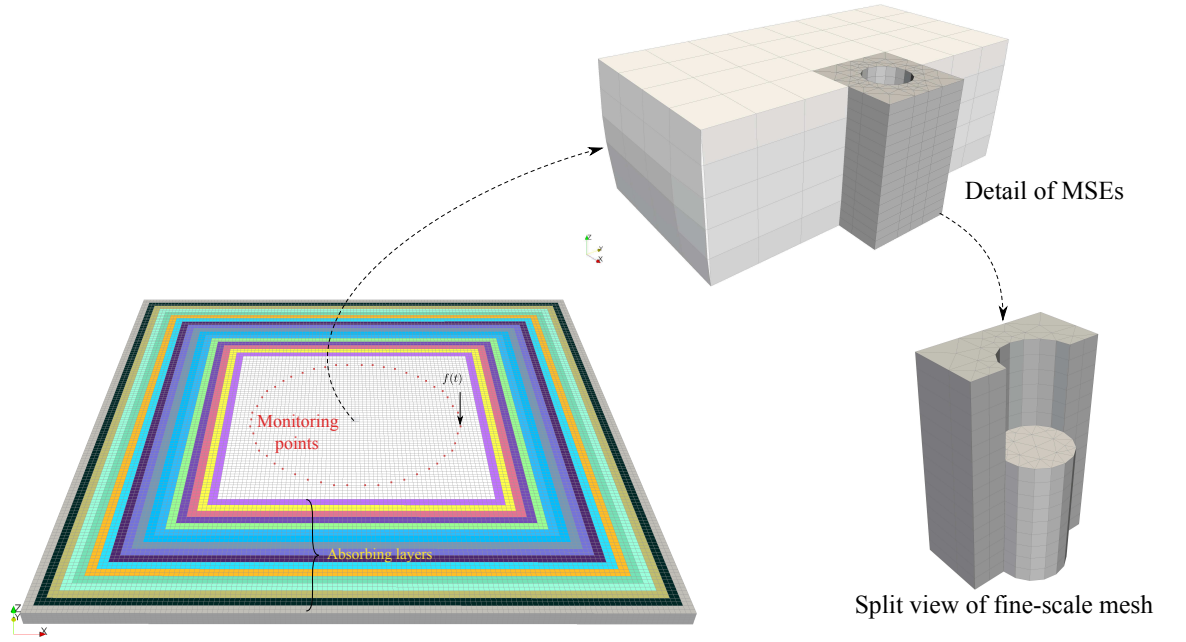 Detail of MSEs
Z
Y
X
f(t)
Monitoring
points
Absorbing layers
Z
Y
X
Split view of fine-scale mesh